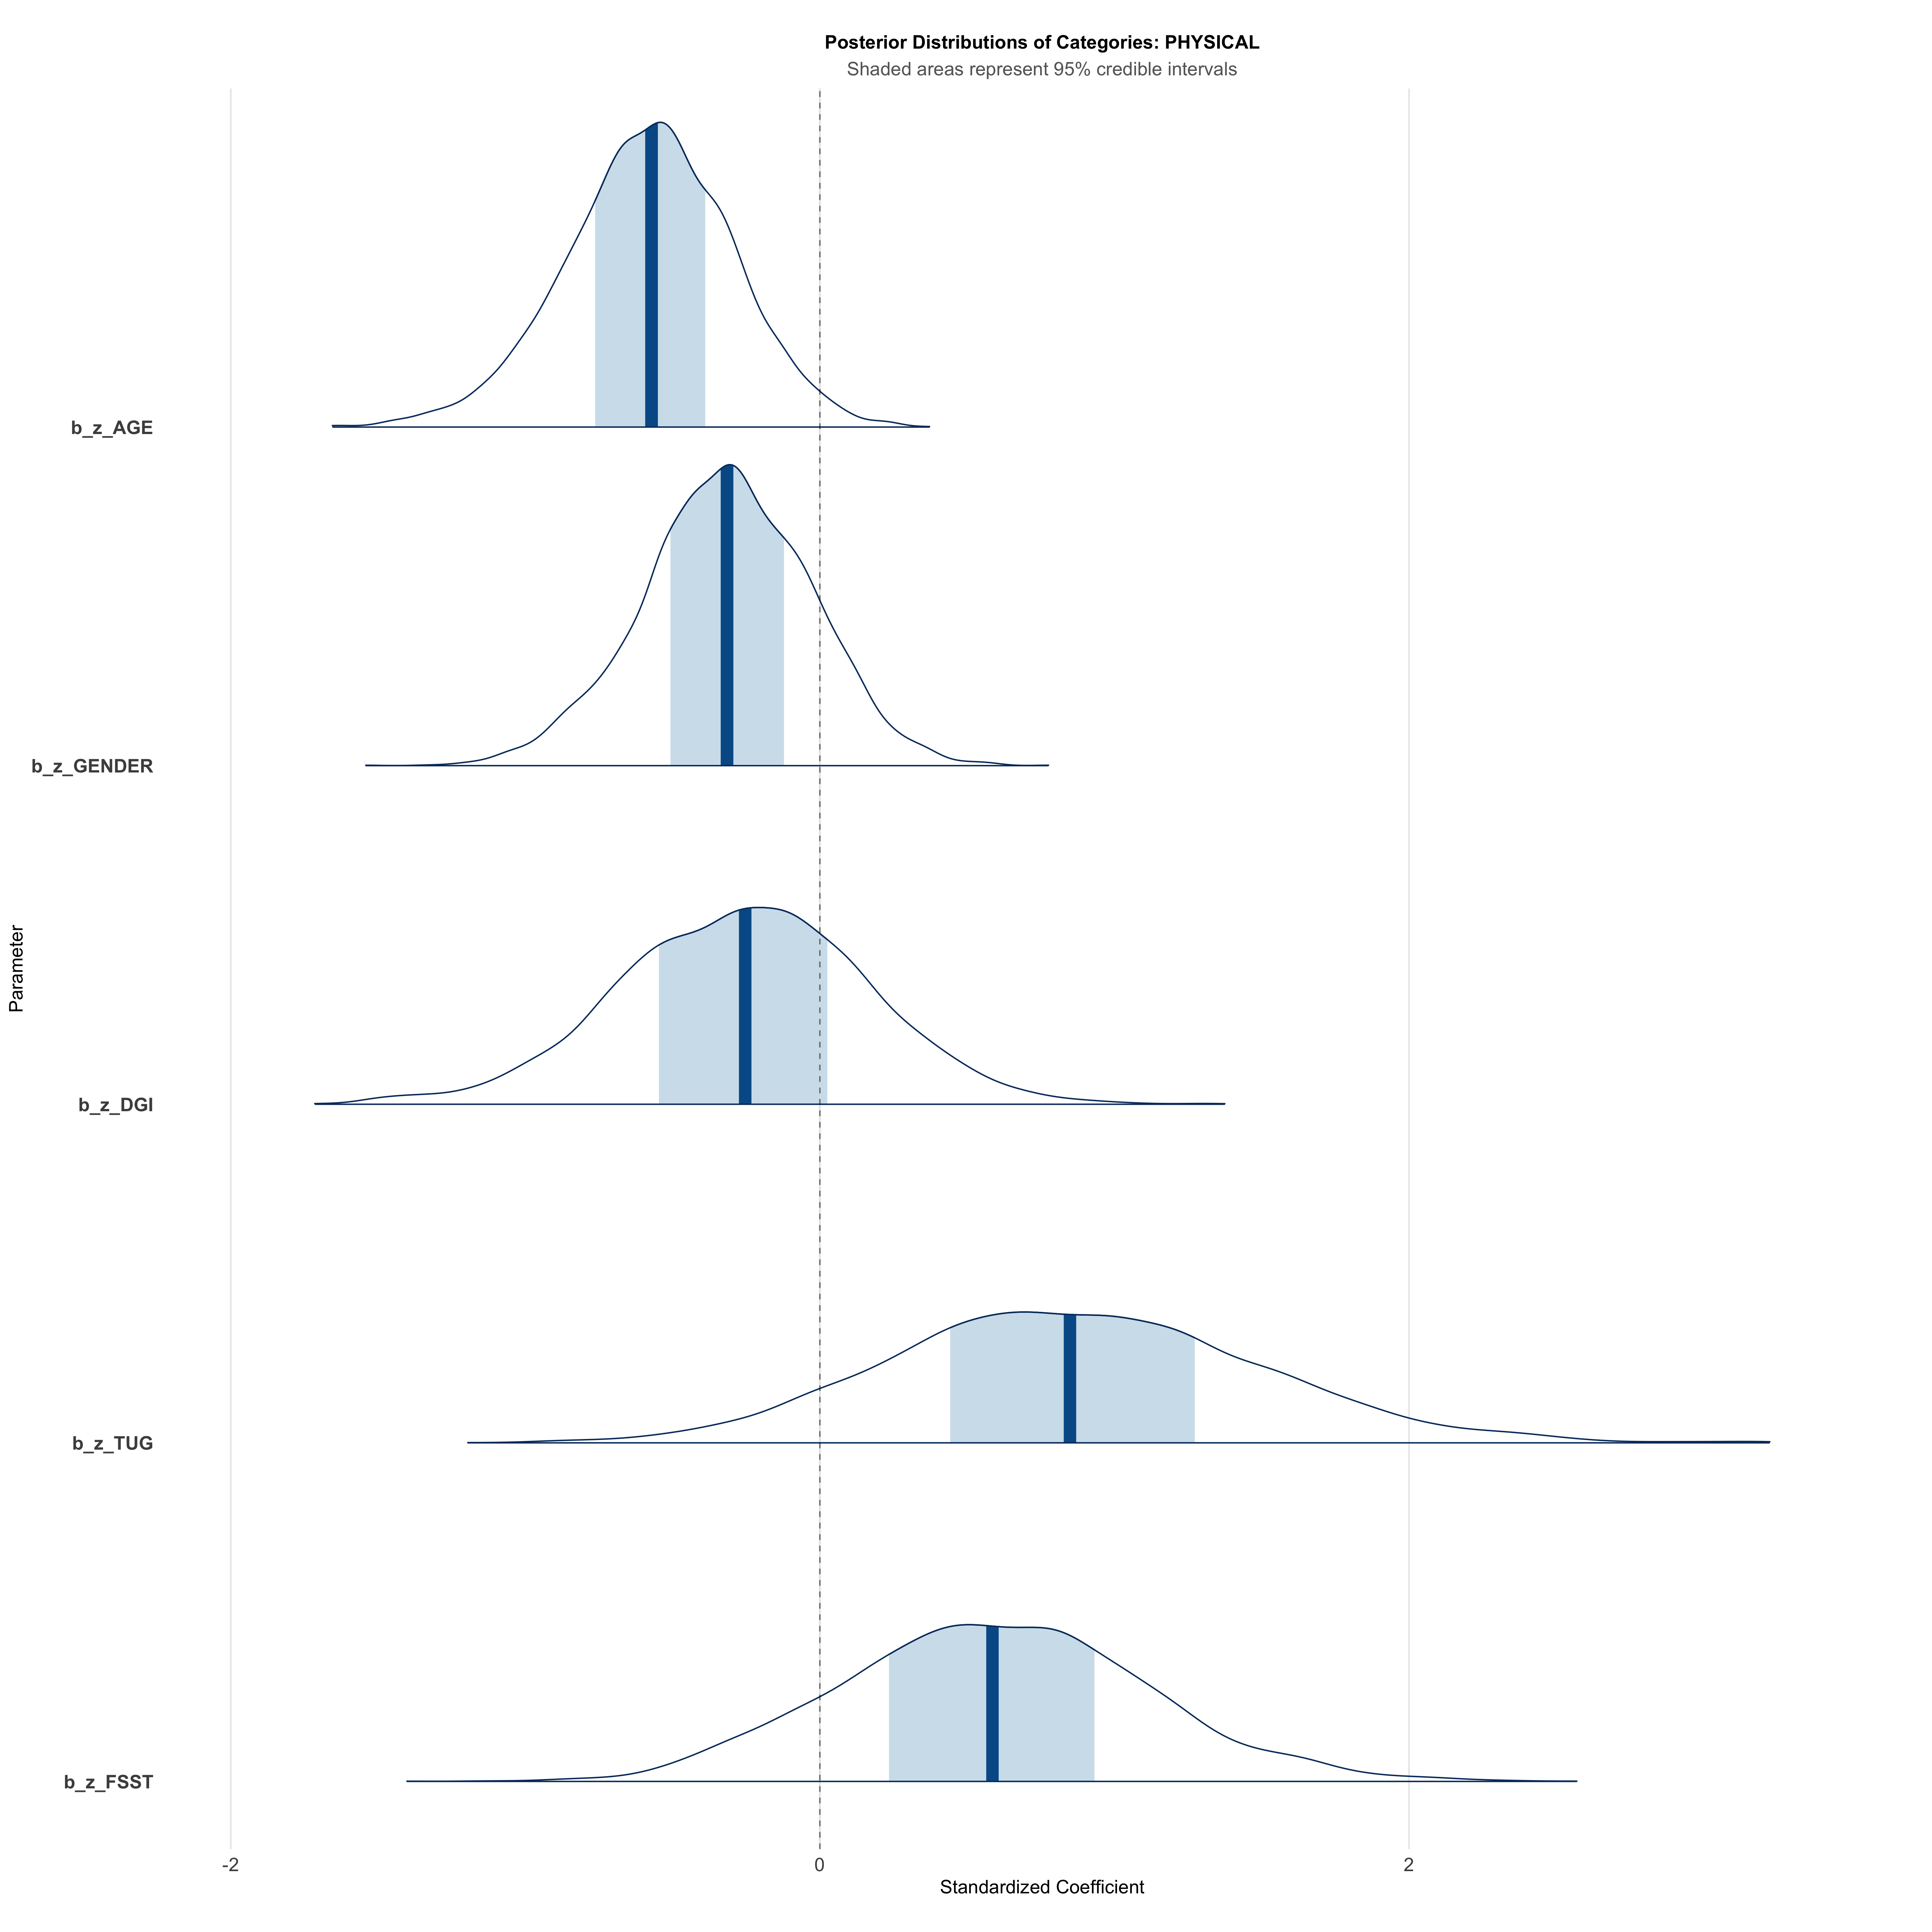 Posterior Distributions of Categories: PHYSICAL
Shaded areas represent 95% credible intervals
b_z_AGE
b_z_GENDER
b_z_DGI
b_z_TUG
b_z_FSST
Parameter
-2
0
2
Standardized Coefficient